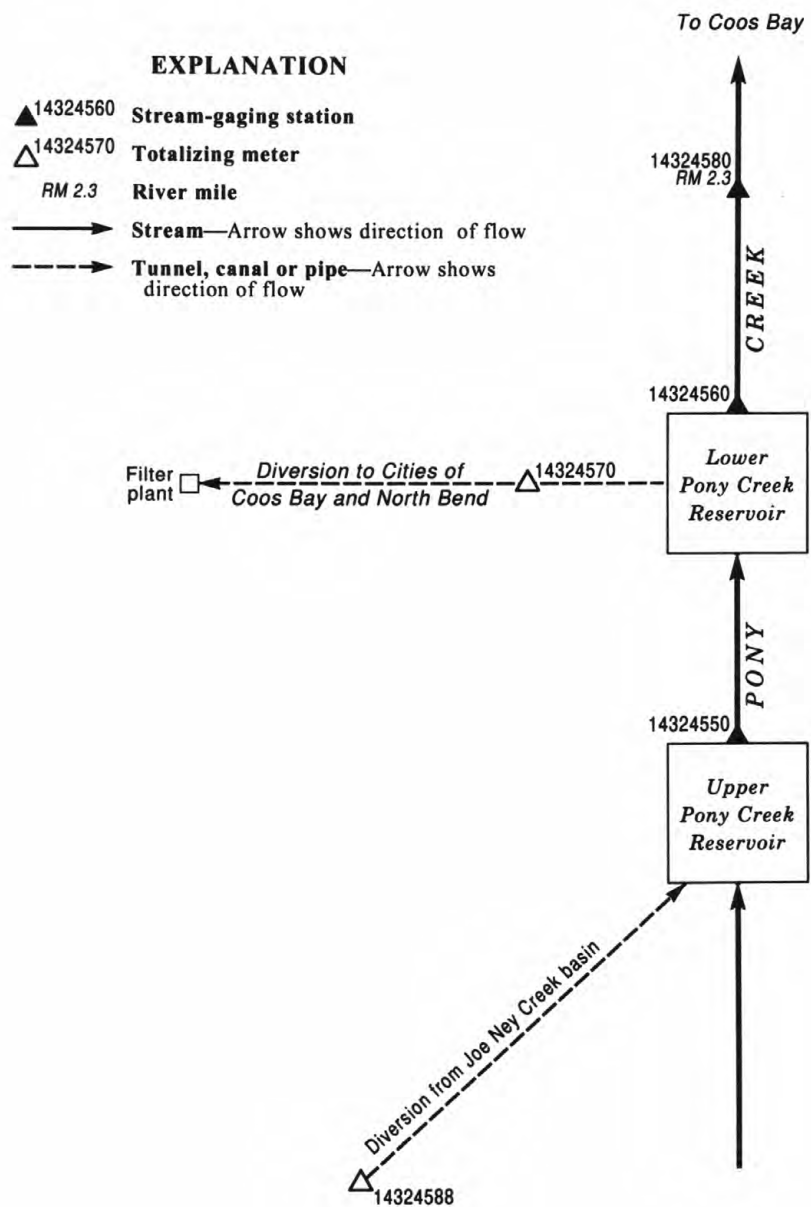 To Coos Bay
EXPLANATION
14324560 Stream-gaging station
14324570 Totalizing meter
RM 2.3 River mile
Stream—Arrow shows direction of flow
Tunnel, canal or pipe—Arrow shows
direction of flow
14324580
RM 2.3
CREEK
14324560
Lower
Pony Creek
Reservoir
14324570
Diversion to Cities of
Coos Bay and North Bend
Filter
plant
PONY
14324550
Upper
Pony Creek
Reservoir
Diversion from Joe Ney Creek basin
14324588